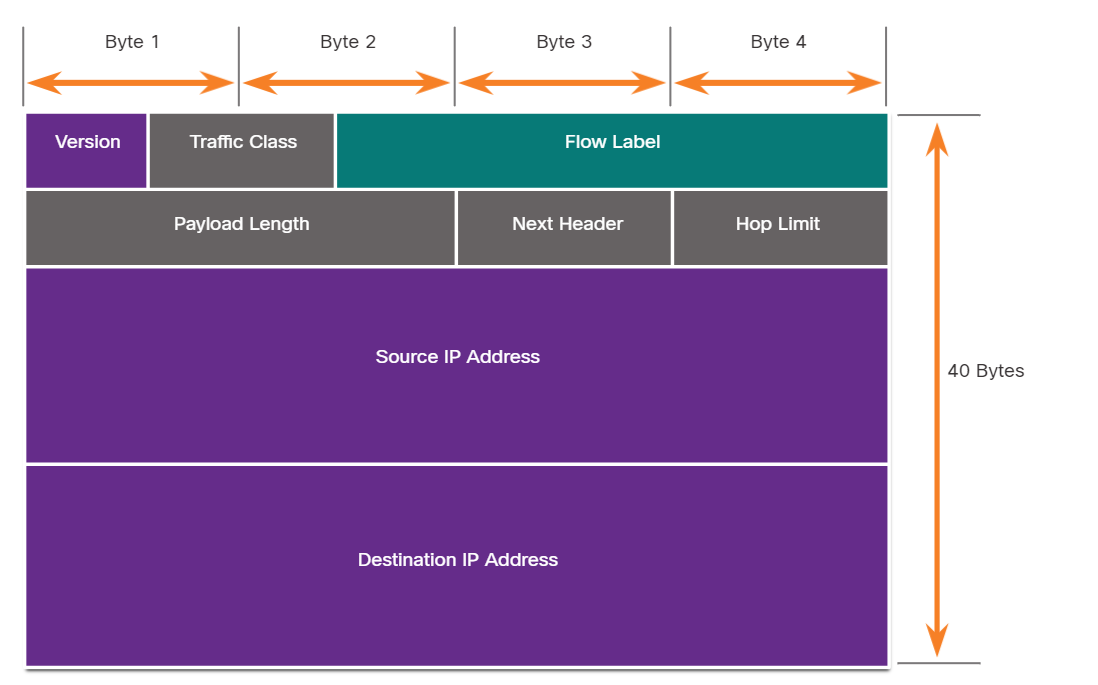 Byte 1
Byte 2
Byte 3
Byte 4
Version
Traffic Class
Flow Label
Payload Length
Next Header
Hop Limit
Source IP Address
40 Bytes
Destination IP Address